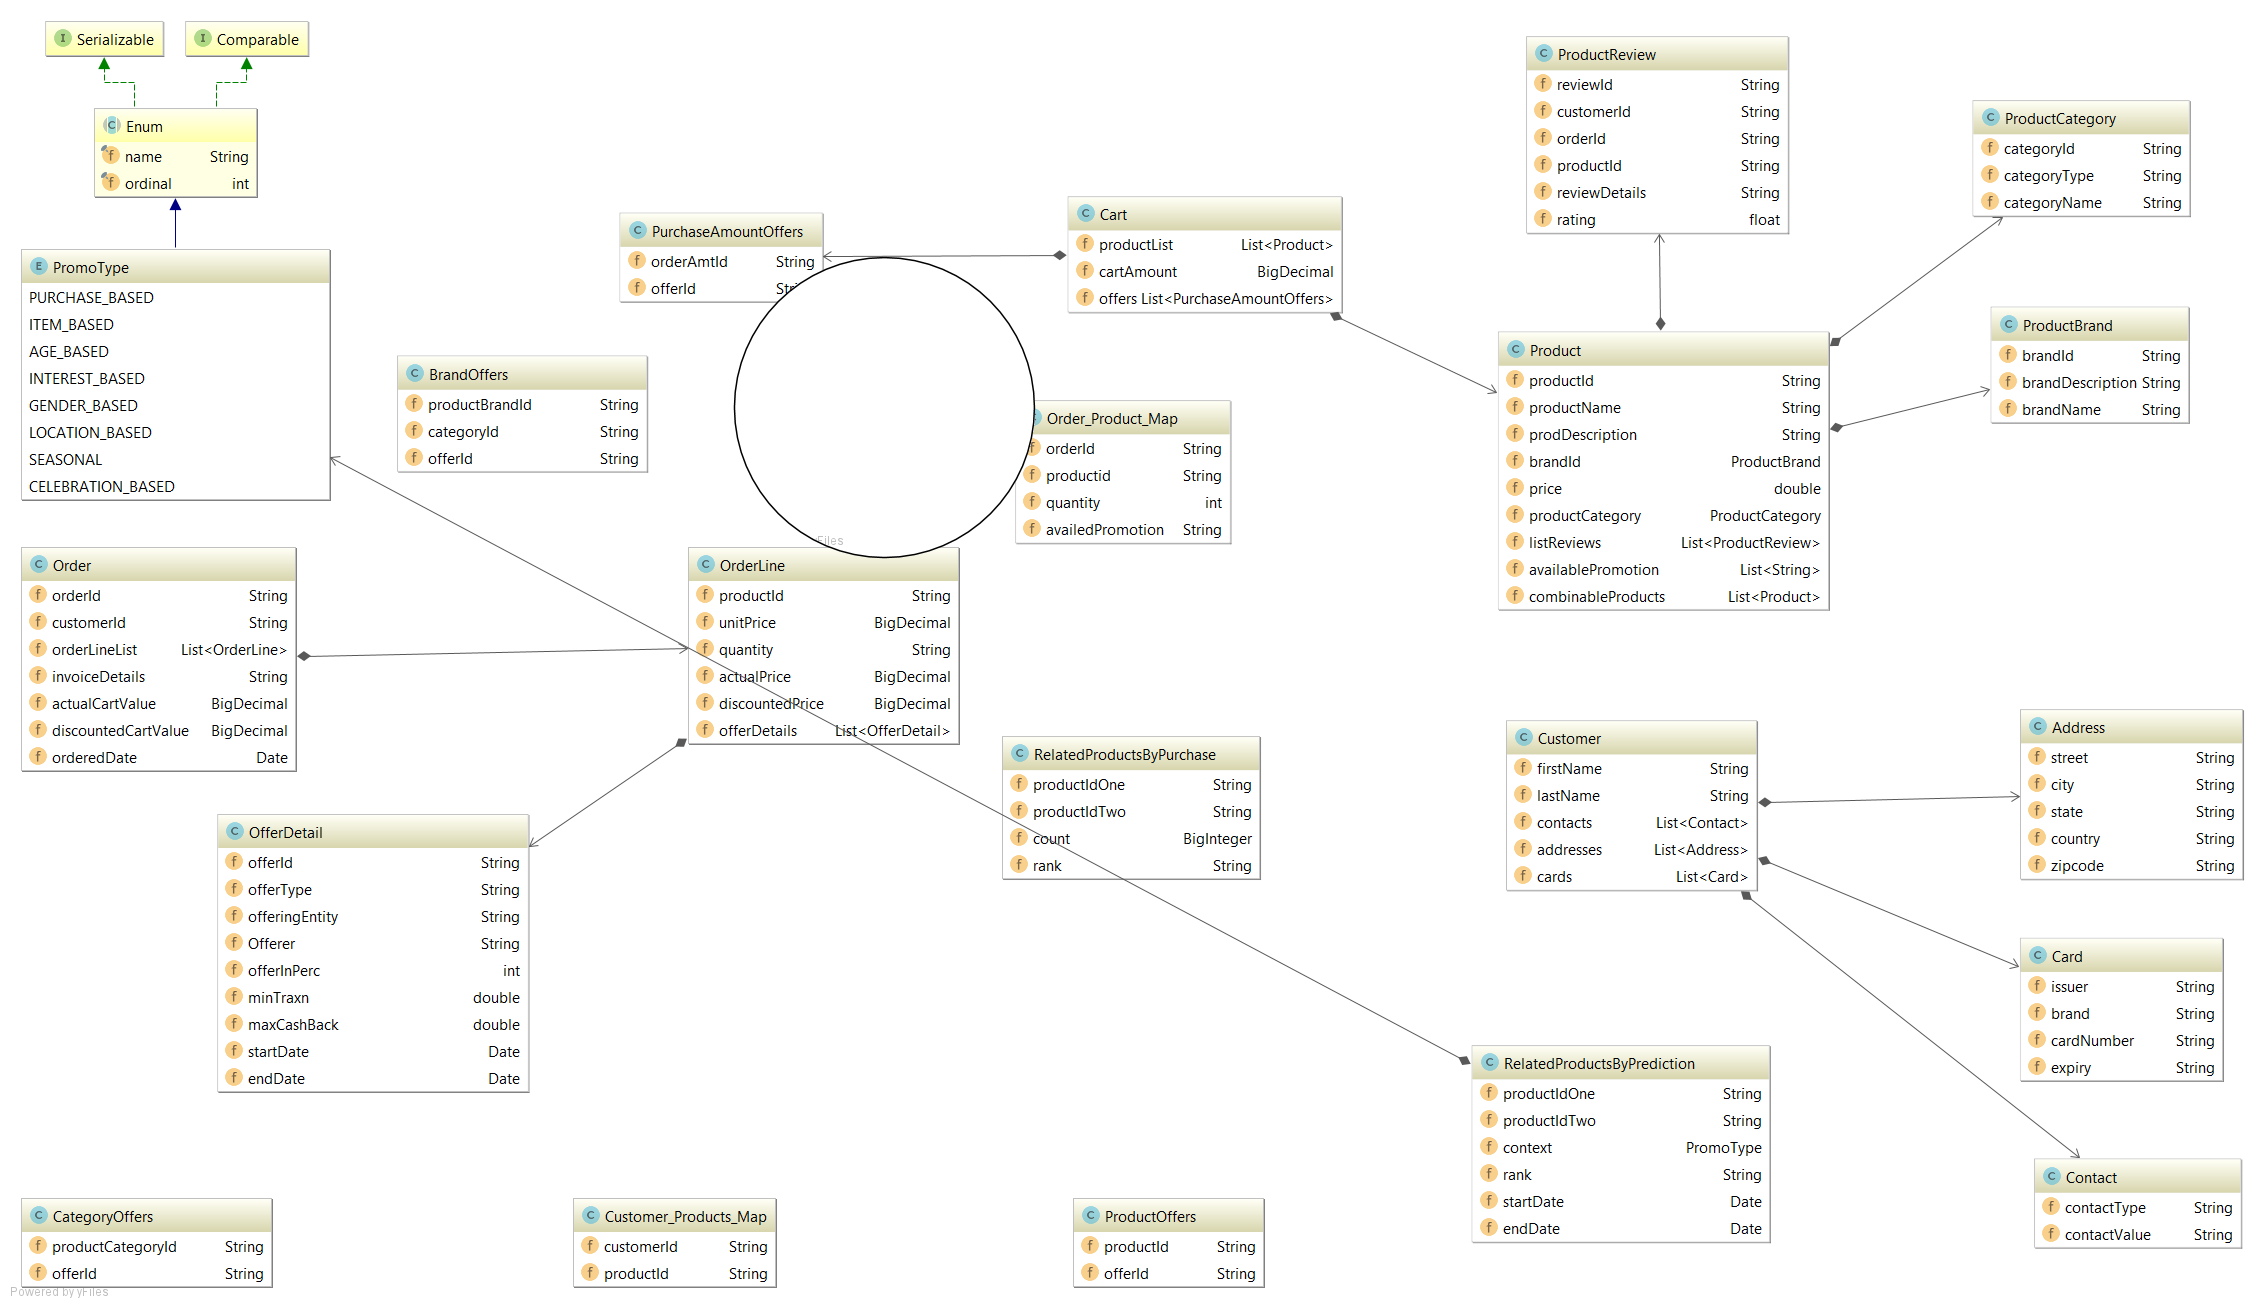 Serializable
Comparable
Enum
name String
ordinal int
PromoType
PURCHASE_BASED
ITEM_BASED
AGE_BASED
INTEREST_BASED
GENDER_BASED
LOCATION_BASED
SEASONAL
CELEBRATION_BASED
PurchaseAmountOffers
orderAmtId String
offerId
BrandOffers
productBrandId String
categoryId String
offerId String
Cart
productList List<Product>
cartAmount BigDecimal
offers List<PurchaseAmountOffers>
Order_Product_Map
orderId String
productid String
quantity int
availedPromotion String
ProductReview
reviewId String
customerId String
orderId String
productId String
reviewDetails String
rating float
ProductCategory
categoryId String
categoryType String
categoryName String
ProductBrand
brandId String
brandDescription String
brandName String
Product
productId String
productName String
prodDescription String
brandId ProductBrand
price double
productCategory ProductCategory
listReviews List<ProductReview>
availablePromotion List<String>
combinableProducts List<Product>
Files
Order
orderId String
customerId String
orderLineList List<OrderLine>
invoiceDetails String
actualCartValue BigDecimal
discountedCartValue BigDecimal
orderedDate Date
OrderLine
productId String
unitPrice BigDecimal
quantity String
actualPrice BigDecimal
discountedPrice BigDecimal
offerDetails List<OfferDetail>
RelatedProductsByPurchase
productIdOne String
productIdTwo String
count BigInteger
rank String
Customer
firstName String
lastName String
contacts List<Contact>
addresses List<Address>
cards List<Card>
Address
street String
city String
state String
country String
zipcode String
OfferDetail
offerId String
offerType String
offeringEntity String
Offerer String
offerInPerc int
minTraxn double
maxCashBack double
startDate Date
endDate Date
Card
issuer String
brand String
cardNumber String
expiry String
RelatedProductsByPrediction
productIdOne String
productIdTwo String
context PromoType
rank String
startDate Date
endDate Date
Contact
contactType String
contactValue String
CategoryOffers
productCategoryId String
offerId String
Customer_Products_Map
customerId String
productId String
ProductOffers
productId String
offerId String
Powered by yFiles